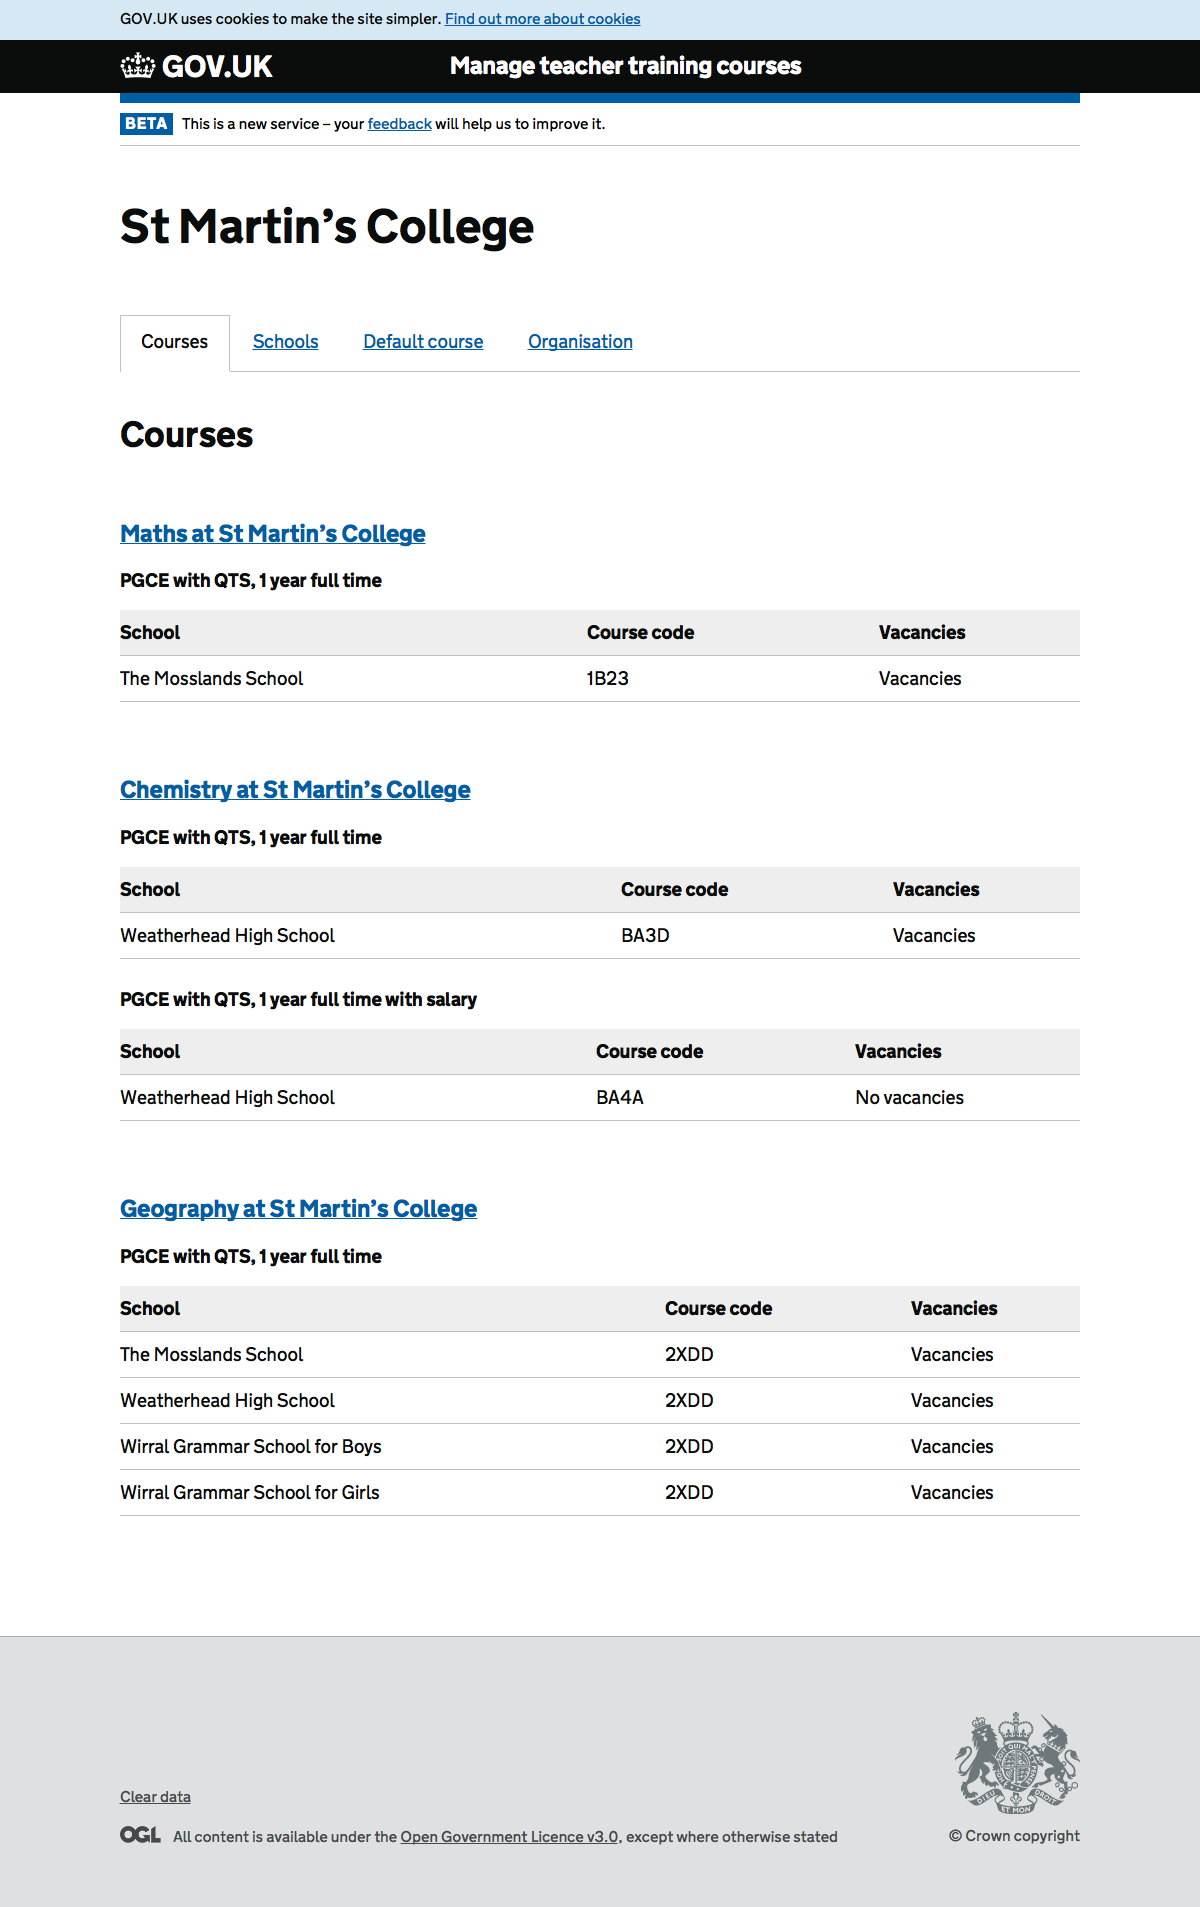 GOV.UK uses cookies to make the site simpler. Find out more about cookies
GOV.UK Manage teacher training courses
BETA This is a new service – your feedback will help us to improve it.
St Martin’s College
Courses Schools Default course Organisation
Courses
Maths at St Martin’s College
PGCE with QTS, 1 year full time
School Course code Vacancies
The Mosslands School 1B23 Vacancies
Chemistry at St Martin’s College
PGCE with QTS, 1 year full time
School Course code Vacancies
Weatherhead High School BA3D Vacancies
PGCE with QTS, 1 year full time with salary
School Course code Vacancies
Weatherhead High School BA4A No vacancies
Geography at St Martin’s College
PGCE with QTS, 1 year full time
School Course code Vacancies
The Mosslands School 2XDD Vacancies
Weatherhead High School 2XDD Vacancies
Wirral Grammar School for Boys 2XDD Vacancies
Wirral Grammar School for Girls 2XDD Vacancies
DIEU ET MON DROIT
Clear data
OGL All content is available under the Open Government Licence v3.0, except where otherwise stated
© Crown copyright